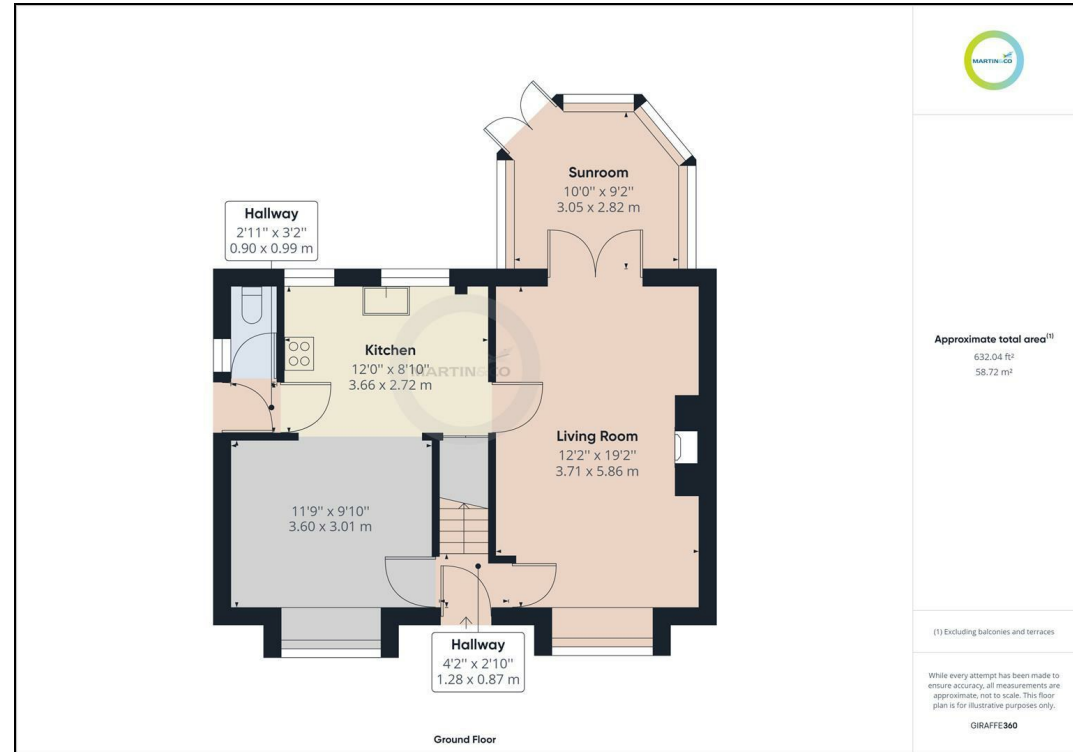 MARTIN&CO
Sunroom
10'0'' x 9'2''
3.05 x 2.82 m
Hallway
2'11'' x 3'2''
0.90 x 0.99 m
Kitchen
12'0'' x 8'10''
3.66 x 2.72 m
MARTIN&CO
Living Room
12'2'' x 19'2''
3.71 x 5.86 m
11'9'' x 9'10''
3.60 x 3.01 m
Hallway
4'2'' x 2'10''
1.28 x 0.87 m
Ground Floor
Approximate total area(1)
632.04 ft²
58.72 m²
(1) Excluding balconies and terraces
While every attempt has been made to
ensure accuracy, all measurements are
approximate, not to scale. This floor
plan is for illustrative purposes only.
GIRAFFE360